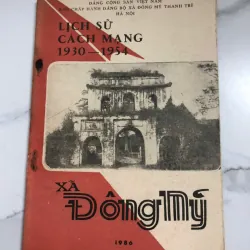 ĐẢNG CỘNG SẢN VIỆT NAM
BAN CHẤP HÀNH ĐẢNG BỘ XÃ ĐÔNG MỸ THANH TRÌ
HÀ NỘI
LỊCH SỬ
CÁCH MẠNG
1930-1954
XÃ
ĐÔNG MỸ
1986